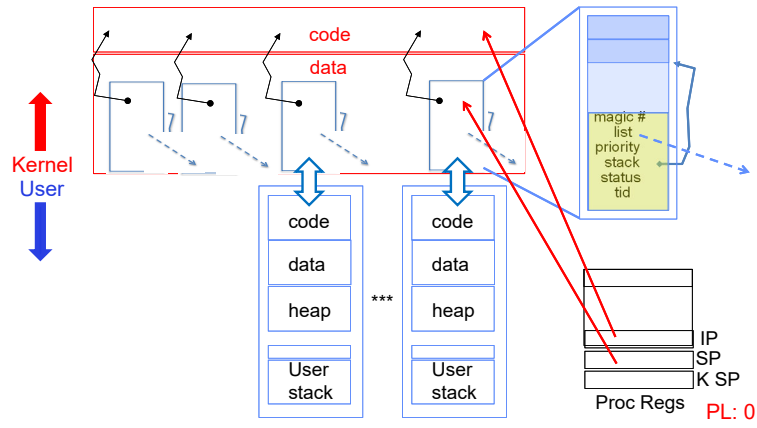 code
data
Kernel
User
magic #
list
priority
stack
status
tid
code
data
heap
User
stack
***
code
data
heap
User
stack
IP
SP
K SP
Proc Regs
PL: 0